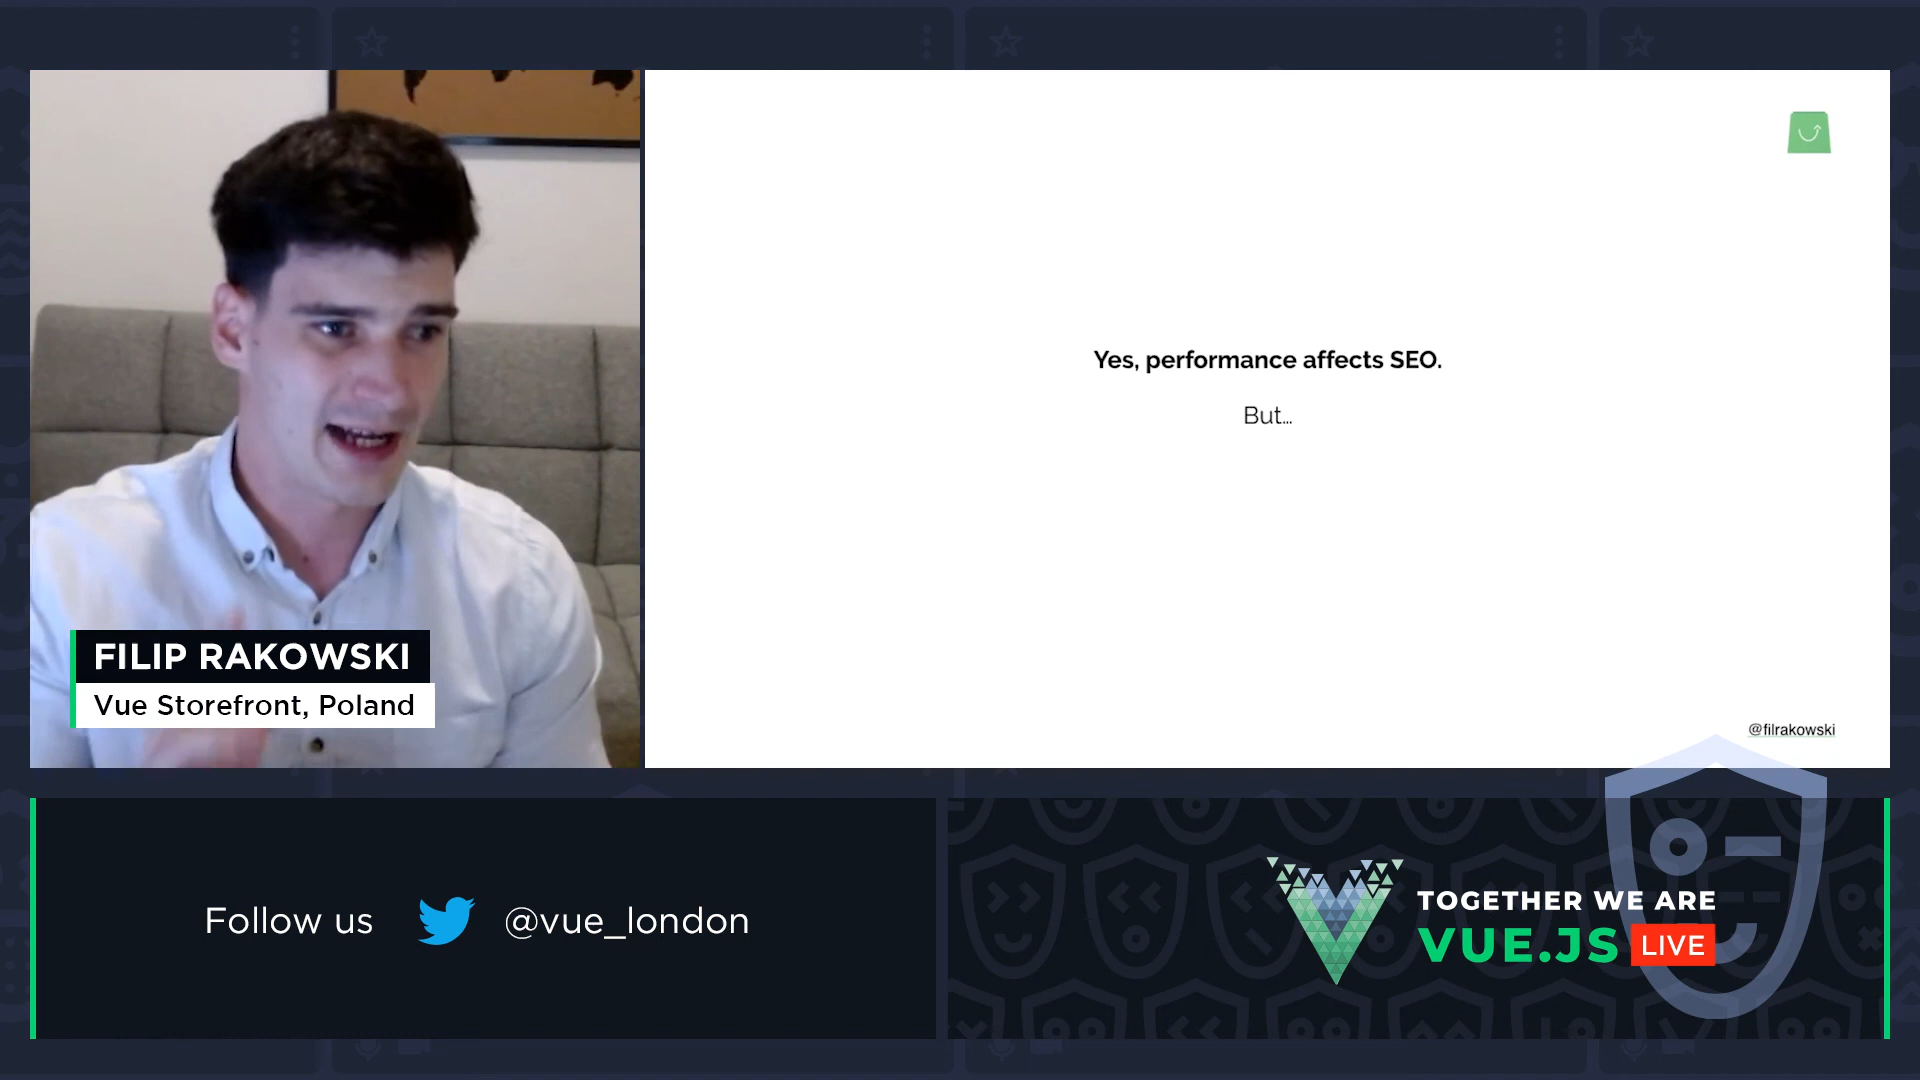 Yes, performance affects SEO.
But...
@filrakowski
FILIP RAKOWSKI
Vue Storefront, Poland
Follow us
@vue_london
TOGETHER WE ARE
VUE.JS LIVE